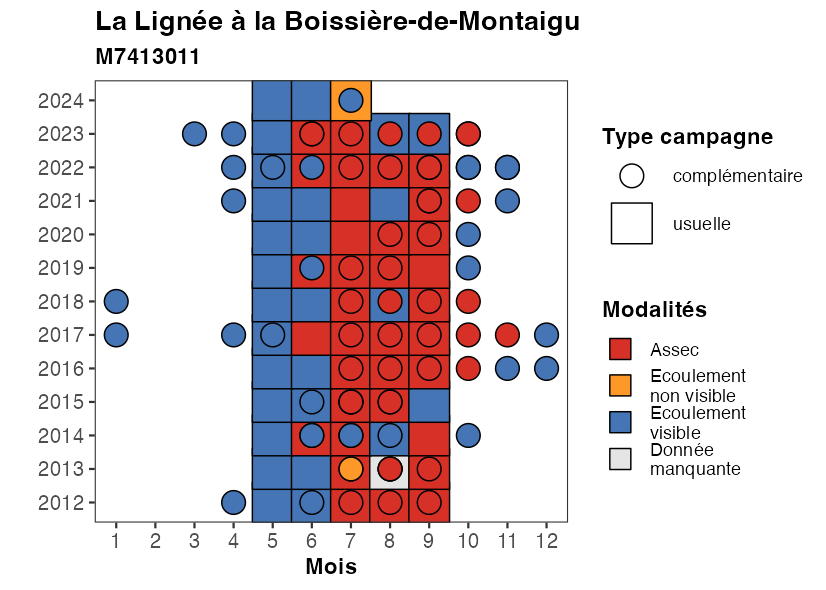 La Lignée à la Boissière-de-Montaigu
M7413011
2024
2023
2022
2021
2020
2019
2018
2017
2016
2015
2014
2013
2012
1 2 3 4 5 6 7 8 9 10 11 12
Mois
Type campagne
complémentaire
usuelle
Modalités
Assec
Ecoulement
non visible
Ecoulement
visible
Donnée
manquante